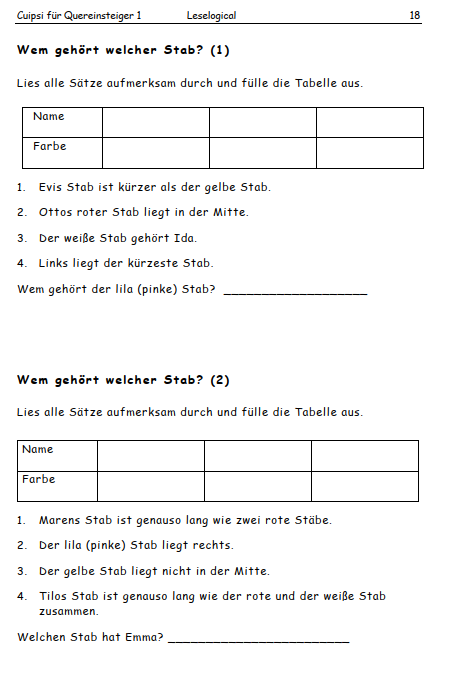 Cuipsi für Quereinsteiger 1 Leselogical 18
Wem gehört welcher Stab? (1)
Lies alle Sätze aufmerksam durch und fülle die Tabelle aus.
Name
Farbe
1. Evis Stab ist kürzer als der gelbe Stab.
2. Ottos roter Stab liegt in der Mitte.
3. Der weiße Stab gehört Ida.
4. Links liegt der kürzeste Stab.
Wem gehört der lila (pinke) Stab? ___________________
Wem gehört welcher Stab? (2)
Lies alle Sätze aufmerksam durch und fülle die Tabelle aus.
Name
Farbe
1. Marens Stab ist genauso lang wie zwei rote Stäbe.
2. Der lila (pinke) Stab liegt rechts.
3. Der gelbe Stab liegt nicht in der Mitte.
4. Tilos Stab ist genauso lang wie der rote und der weiße Stab
zusammen.
Welchen Stab hat Emma? ________________________